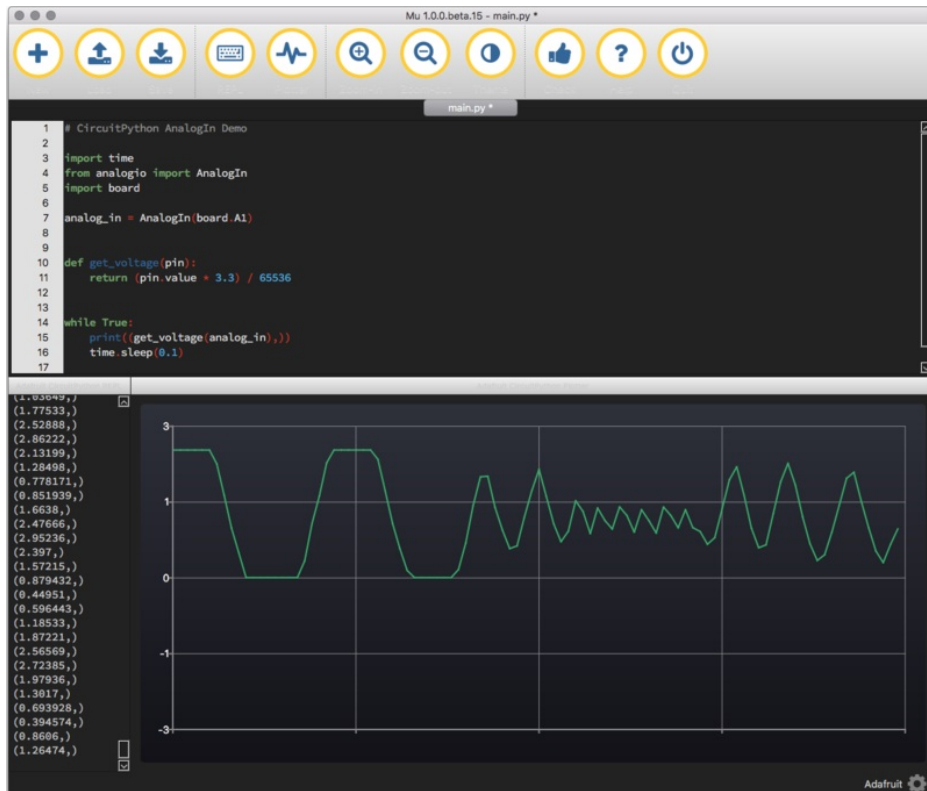 Mu 1.0.0.beta.15 - main.py *
main.py *
1 # CircuitPython AnalogIn Demo
2
3 import time
4 from analogio import AnalogIn
5 import board
6
7 analog_in = AnalogIn(board.A1)
8
9
10 def get_voltage(pin):
11 return (pin.value * 3.3) / 65536
12
13
14 while True:
15 print((get_voltage(analog_in),))
16 time.sleep(0.1)
17
(1.03649,)
(1.77533,)
(2.52888,)
(2.86222,)
(2.13199,)
(1.28498,)
(0.778171,)
(0.851939,)
(1.6638,)
(2.47666,)
(2.95236,)
(2.397,)
(1.57215,)
(0.879432,)
(0.44951,)
(0.596443,)
(1.18533,)
(1.87221,)
(2.56569,)
(2.72385,)
(1.97936,)
(1.3017,)
(0.693928,)
(0.394574,)
(0.8606,)
(1.26474,)
3
1
0
-1
-3
Adafruit